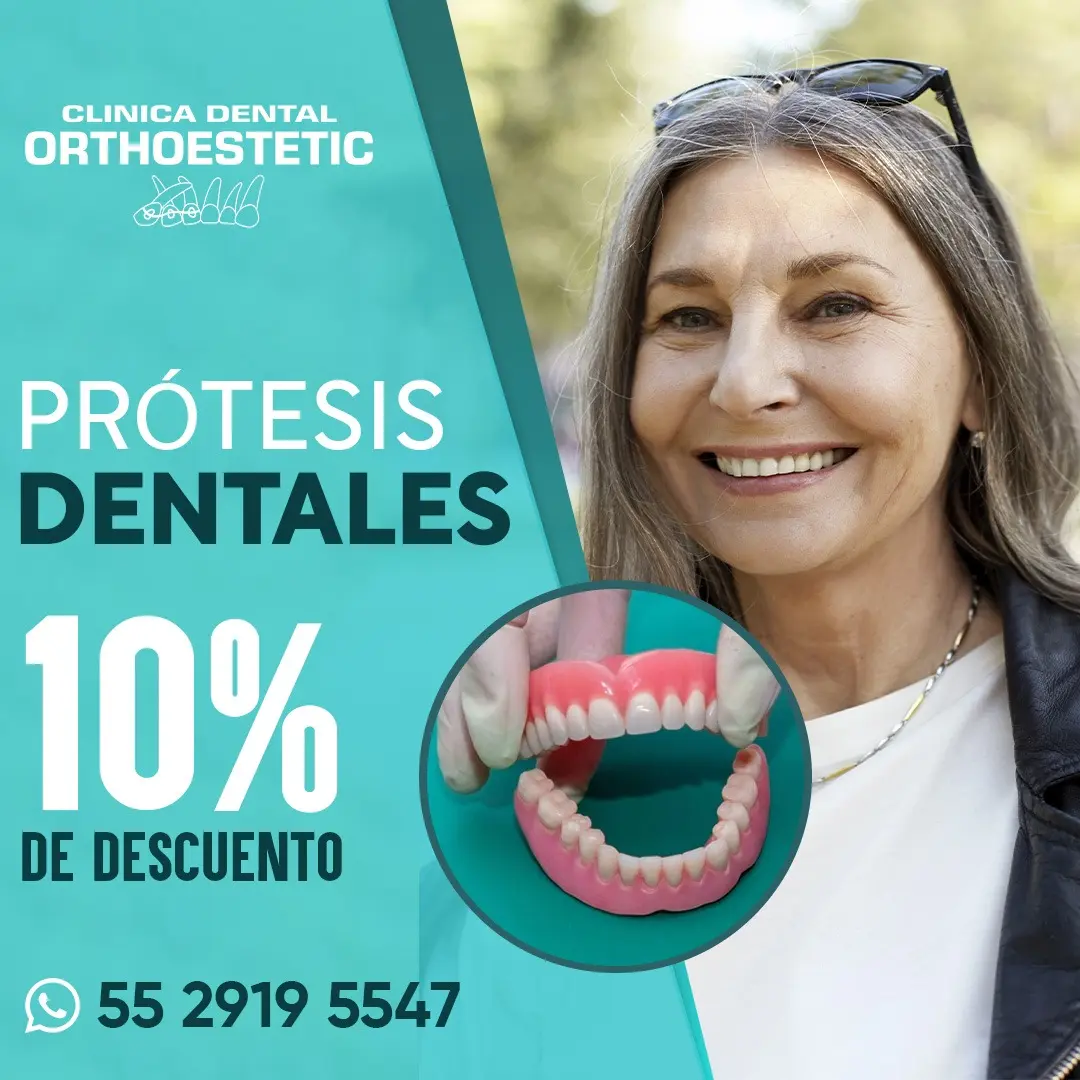 CLINICA DENTAL
ORTHOESTETIC
PRÓTESIS
DENTALES
10%
DE DESCUENTO
55 2919 5547